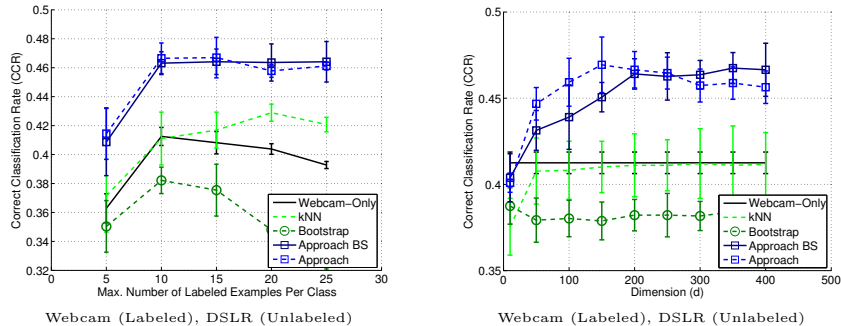 0.5
0.48
0.46
0.44
0.42
0.4
0.38
0.36
0.34
0.32
0 5 10 15 20 25 30
Correct Classification Rate (CCR)
Max. Number of Labeled Examples Per Class
Webcam-Only
kNN
Bootstrap
Approach BS
Approach
Webcam (Labeled), DSLR (Unlabeled)
0.5
0.45
0.4
0.35
0 100 200 300 400 500
Correct Classification Rate (CCR)
Dimension (d)
Webcam-Only
kNN
Bootstrap
Approach BS
Approach
Webcam (Labeled), DSLR (Unlabeled)